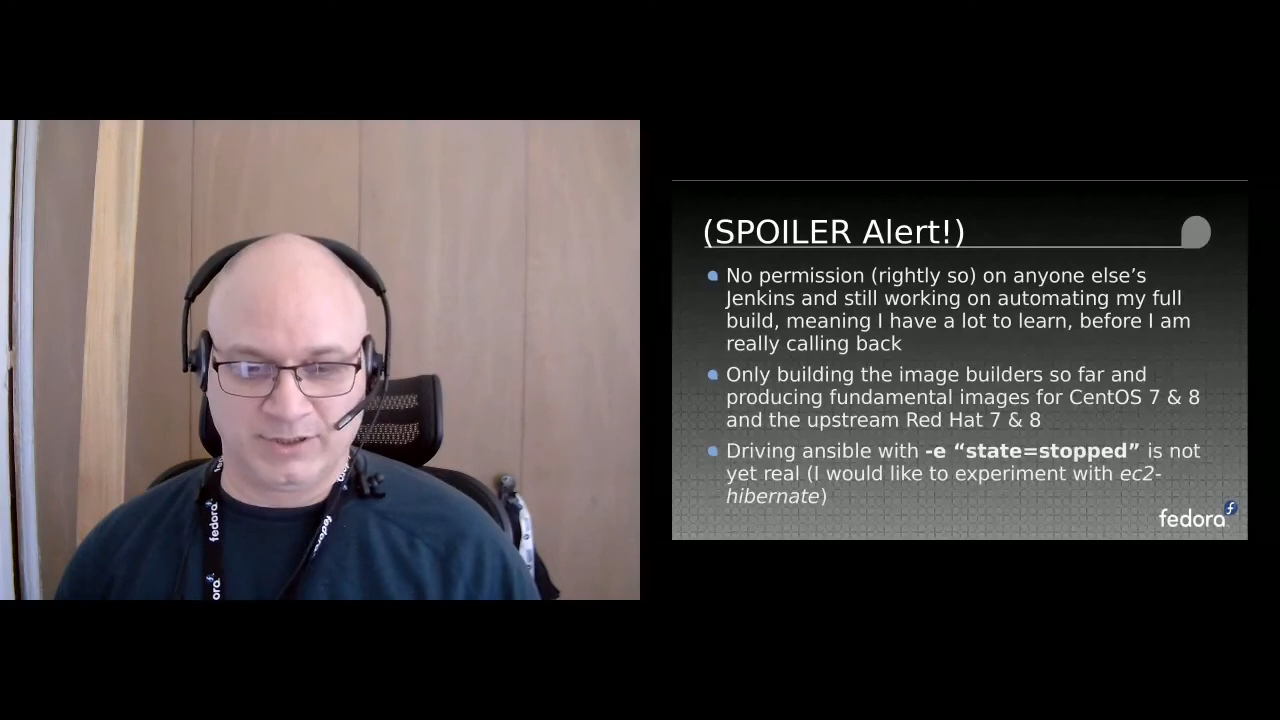 (SPOILER Alert!)
No permission (rightly so) on anyone else’s
Jenkins and still working on automating my full
build, meaning I have a lot to learn, before I am
really calling back
Only building the image builders so far and
producing fundamental images for CentOS 7 & 8
and the upstream Red Hat 7 & 8
Driving ansible with -e “state=stopped” is not
yet real (I would like to experiment with ec2-
hibernate)
fedora
fedora
fedora